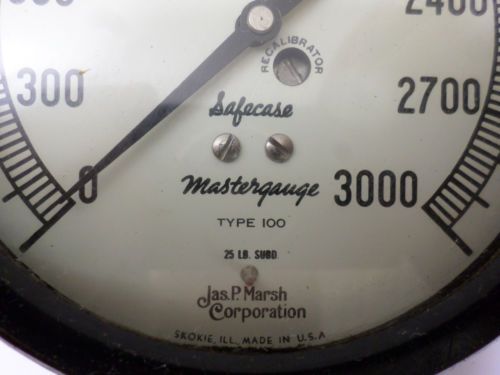 2400
300
RECALIBRATOR
2700
Safecase
0
Mastergauge
3000
TYPE 100
25 LB. SUBD.
Jas. P. Marsh
Corporation
SKOKIE, ILL. MADE IN U.S.A